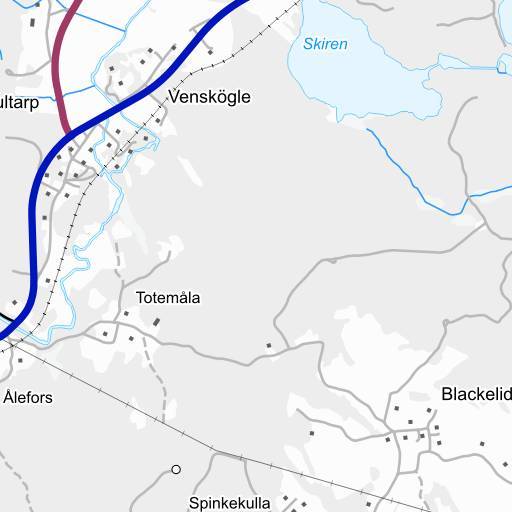 Skiren
Venskögle
ultarp
Totemåla
Blackelid
Ålefors
Spinkekulla